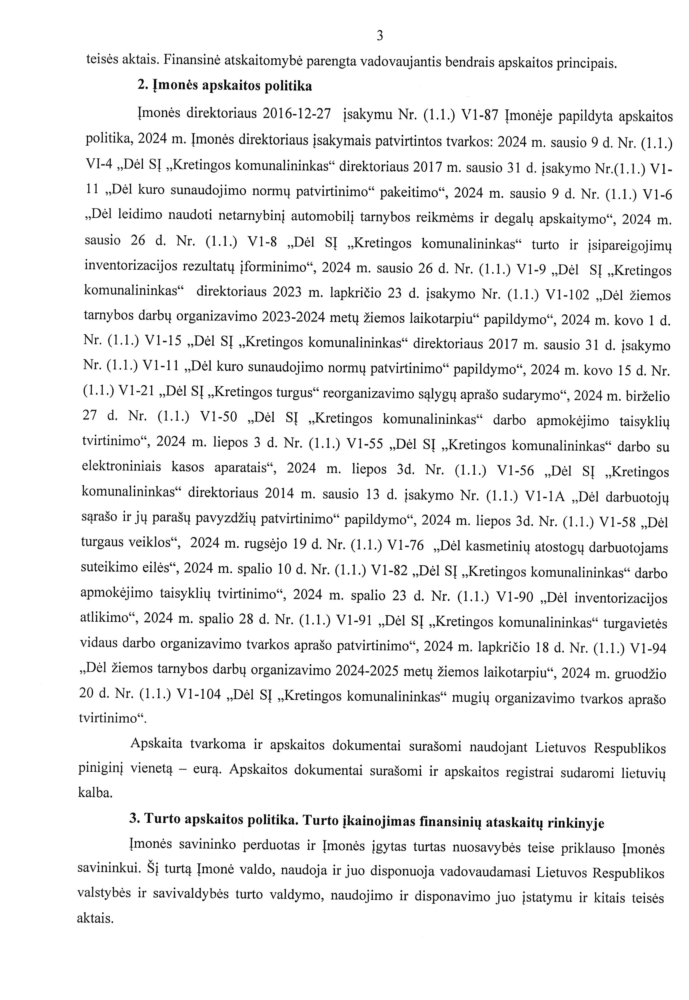 3
teisės aktais. Finansinė atskaitomybė parengta vadovaujantis bendrais apskaitos principais.
2. Įmonės apskaitos politika
Įmonės direktoriaus 2016-12-27 įsakymu Nr. (1.1.) V1-87 Įmonėje papildyta apskaitos
politika, 2024 m. Įmonės direktoriaus įsakymais patvirtintos tvarkos: 2024 m. sausio 9 d. Nr. (1.1.)
VI-4 „Dėl SĮ „Kretingos komunalininkas“ direktoriaus 2017 m. sausio 31 d. įsakymo Nr.(1.1.) V1-
11 „Dėl kuro sunaudojimo normų patvirtinimo“ pakeitimo“, 2024 m. sausio 9 d. Nr. (1.1.) V1-6
„Dėl leidimo naudoti netarnybinį automobilį tarnybos reikmėms ir degalų apskaitymo“, 2024 m.
sausio 26 d. Nr. (1.1.) V1-8 „Dėl SĮ „Kretingos komunalininkas“ turto ir įsipareigojimų
inventorizacijos rezultatų įforminimo“, 2024 m. sausio 26 d. Nr. (1.1.) V1-9 „Dėl SĮ „Kretingos
komunalininkas“ direktoriaus 2023 m. lapkričio 23 d. įsakymo Nr. (1.1.) V1-102 „Dėl žiemos
tarnybos darbų organizavimo 2023-2024 metų žiemos laikotarpiu“ papildymo“, 2024 m. kovo 1 d.
Nr. (1.1.) V1-15 „Dėl SĮ „Kretingos komunalininkas“ direktoriaus 2017 m. sausio 31 d. įsakymo
Nr. (1.1.) V1-11 „Dėl kuro sunaudojimo normų patvirtinimo“ papildymo“, 2024 m. kovo 15 d. Nr.
(1.1.) V1-21 „Dėl SĮ „Kretingos turgus“ reorganizavimo sąlygų aprašo sudarymo“, 2024 m. birželio
27 d. Nr. (1.1.) V1-50 „Dėl SĮ „Kretingos komunalininkas“ darbo apmokėjimo taisyklių
tvirtinimo“, 2024 m. liepos 3 d. Nr. (1.1.) V1-55 „Dėl SĮ „Kretingos komunalininkas“ darbo su
elektroniniais kasos aparatais“, 2024 m. liepos 3d. Nr. (1.1.) V1-56 „Dėl SĮ „Kretingos
komunalininkas“ direktoriaus 2014 m. sausio 13 d. įsakymo Nr. (1.1.) V1-1A „Dėl darbuotojų
sąrašo ir jų parašų pavyzdžių patvirtinimo“ papildymo“, 2024 m. liepos 3d. Nr. (1.1.) V1-58 „Dėl
turgaus veiklos“, 2024 m. rugsėjo 19 d. Nr. (1.1.) V1-76 „Dėl kasmetinių atostogų darbuotojams
suteikimo eilės“, 2024 m. spalio 10 d. Nr. (1.1.) V1-82 „Dėl SĮ „Kretingos komunalininkas“ darbo
apmokėjimo taisyklių tvirtinimo“, 2024 m. spalio 23 d. Nr. (1.1.) V1-90 „Dėl inventorizacijos
atlikimo“, 2024 m. spalio 28 d. Nr. (1.1.) V1-91 „Dėl SĮ „Kretingos komunalininkas“ turgavietės
vidaus darbo organizavimo tvarkos aprašo patvirtinimo“, 2024 m. lapkričio 18 d. Nr. (1.1.) V1-94
„Dėl žiemos tarnybos darbų organizavimo 2024-2025 metų žiemos laikotarpiu“, 2024 m. gruodžio
20 d. Nr. (1.1.) V1-104 „Dėl SĮ „Kretingos komunalininkas“ mugių organizavimo tvarkos aprašo
tvirtinimo“.
Apskaita tvarkoma ir apskaitos dokumentai surašomi naudojant Lietuvos Respublikos
piniginį vienetą – eurą. Apskaitos dokumentai surašomi ir apskaitos registrai sudaromi lietuvių
kalba.
3. Turto apskaitos politika. Turto įkainojimas finansinių ataskaitų rinkinyje
Įmonės savininko perduotas ir Įmonės įgytas turtas nuosavybės teise priklauso Įmonės
savininkui. Šį turtą Įmonė valdo, naudoja ir juo disponuoja vadovaudamasi Lietuvos Respublikos
valstybės ir savivaldybės turto valdymo, naudojimo ir disponavimo juo įstatymu ir kitais teisės
aktais.